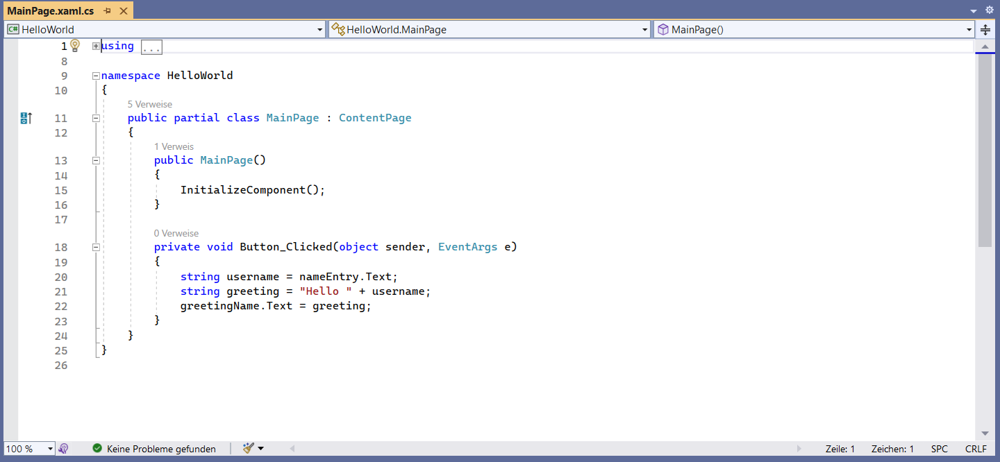 MainPage.xaml.cs
C# HelloWorld HelloWorld.MainPage MainPage()
1 using ...
8
9 namespace HelloWorld
10 {
5 Verweise
11 public partial class MainPage : ContentPage
12 {
1 Verweis
13 public MainPage()
14 {
15 InitializeComponent();
16 }
17
0 Verweise
18 private void Button_Clicked(object sender, EventArgs e)
19 {
20 string username = nameEntry.Text;
21 string greeting = "Hello " + username;
22 greetingName.Text = greeting;
23 }
24 }
25 }
26
100 % Keine Probleme gefunden Zeile: 1 Zeichen: 1 SPC CRLF